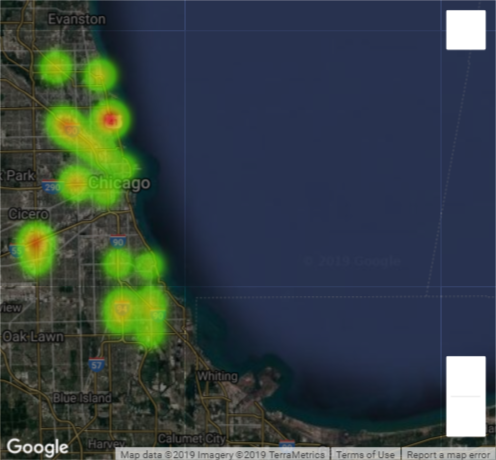 Evanston
Park
290
Chicago
Cicero
90
© 2019 Google
iew
Oak Lawn
57
Whiting
Blue Island
Harvey
Calumet City
Google
Map data ©2019 Imagery ©2019 TerraMetrics
Terms of Use
Report a map error